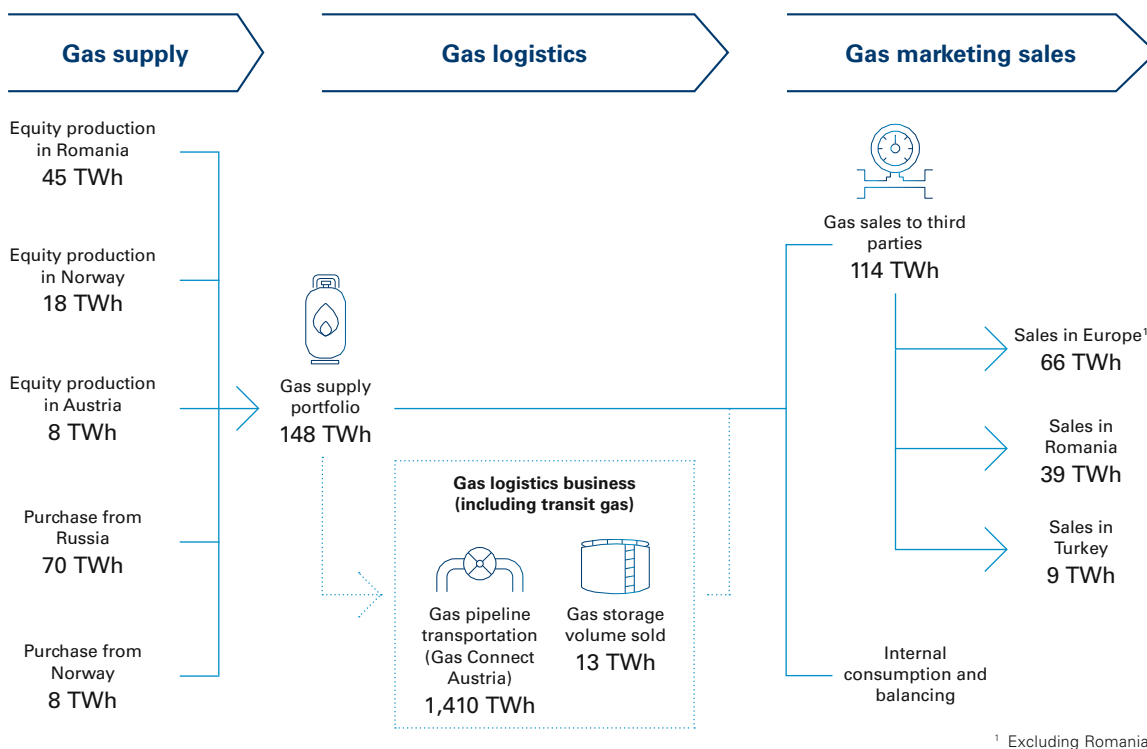 Gas supply
Gas logistics
Gas marketing sales
Equity production
in Romania
45 TWh
Equity production
in Norway
18 TWh
Equity production
in Austria
8 TWh
Purchase from
Russia
70 TWh
Purchase from
Norway
8 TWh
Gas supply
portfolio
148 TWh
Gas logistics business
(including transit gas)
Gas pipeline
transportation
(Gas Connect
Austria)
1,410 TWh
Gas storage
volume sold
13 TWh
Gas sales to third
parties
114 TWh
Sales in Europe¹
66 TWh
Sales in
Romania
39 TWh
Sales in
Turkey
9 TWh
Internal
consumption and
balancing
¹ Excluding Romania